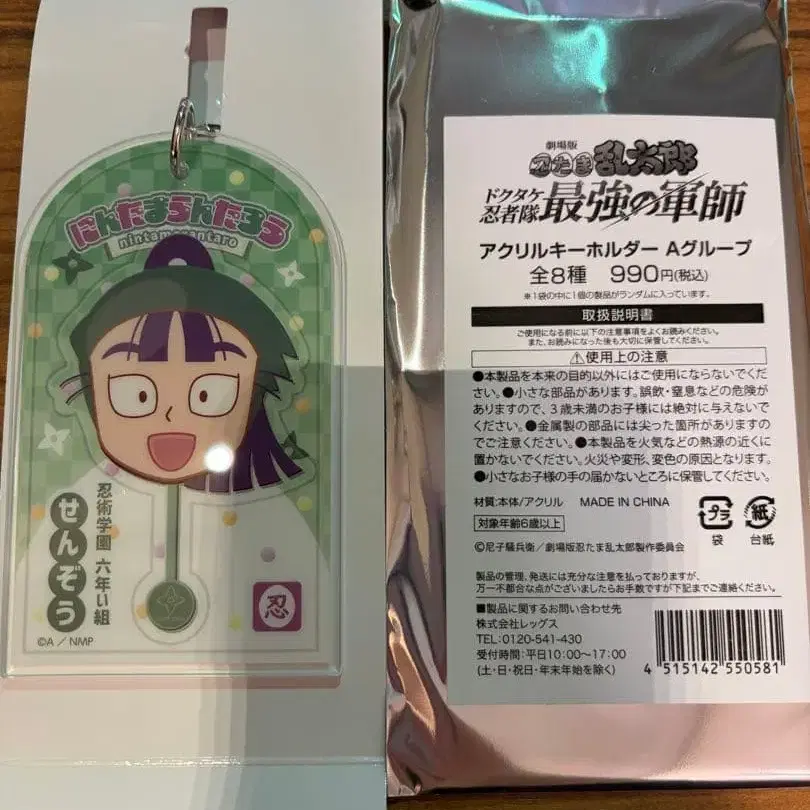 にんたまらんたろう
nintamarantaro
忍術学園 六年い組
せんぞう
忍
©A / NMP
劇場版
忍たま乱太郎
ドクタケ
忍者隊
最強の軍師
アクリルキーホルダー Aグループ
全8種 990円(税込)
※1袋の中に1個の製品がランダムに入っています。
取扱説明書
ご使用になる前に以下の注意事項をよくお読みください。
また、お読みになった後も大切に保管してください。
⚠使用上の注意
●本製品を本来の目的以外にはご使用にならないでくだ
さい。●小さな部品があります。誤飲・窒息などの危険が
ありますので、3歳未満のお子様には絶対に与えないで
ください。●金属製の部品には尖った箇所がありますの
でご注意ください。●本製品を火気などの熱源の近くに
置かないでください。火災や変形、変色の原因となります。
●小さなお子様の手の届かないところに保管してください。
材質:本体/アクリル MADE IN CHINA
対象年齢6歳以上
プラ
袋
紙
台紙
©尼子騒兵衛/劇場版忍たま乱太郎製作委員会
製品の管理、発送には充分な注意を払っておりますが、
万一不都合な点がございましたらお手数ですが下記までご連絡ください。
■製品に関するお問い合わせ先
株式会社レッグス
TEL:0120-541-430
受付時間:平日10:00~17:00
(土・日・祝日・年末年始を除く)
4 515142 550581